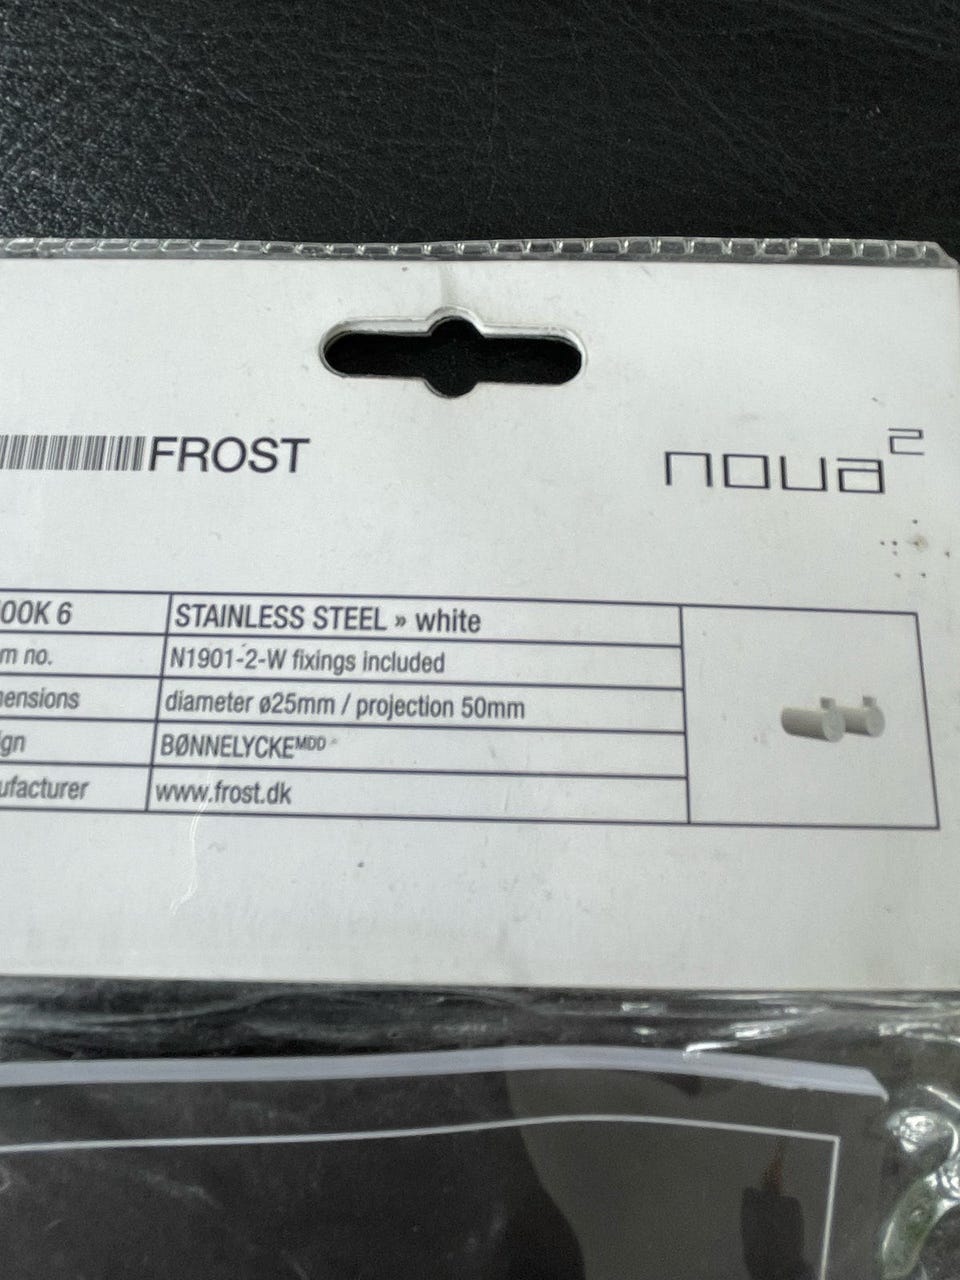 FROST
noua²
OOK 6 STAINLESS STEEL » white
m no. N1901-2-W fixings included
ensions diameter ø25mm / projection 50mm
ign BØNNELYCKEᴹᴰᴰ
ufacturer www.frost.dk